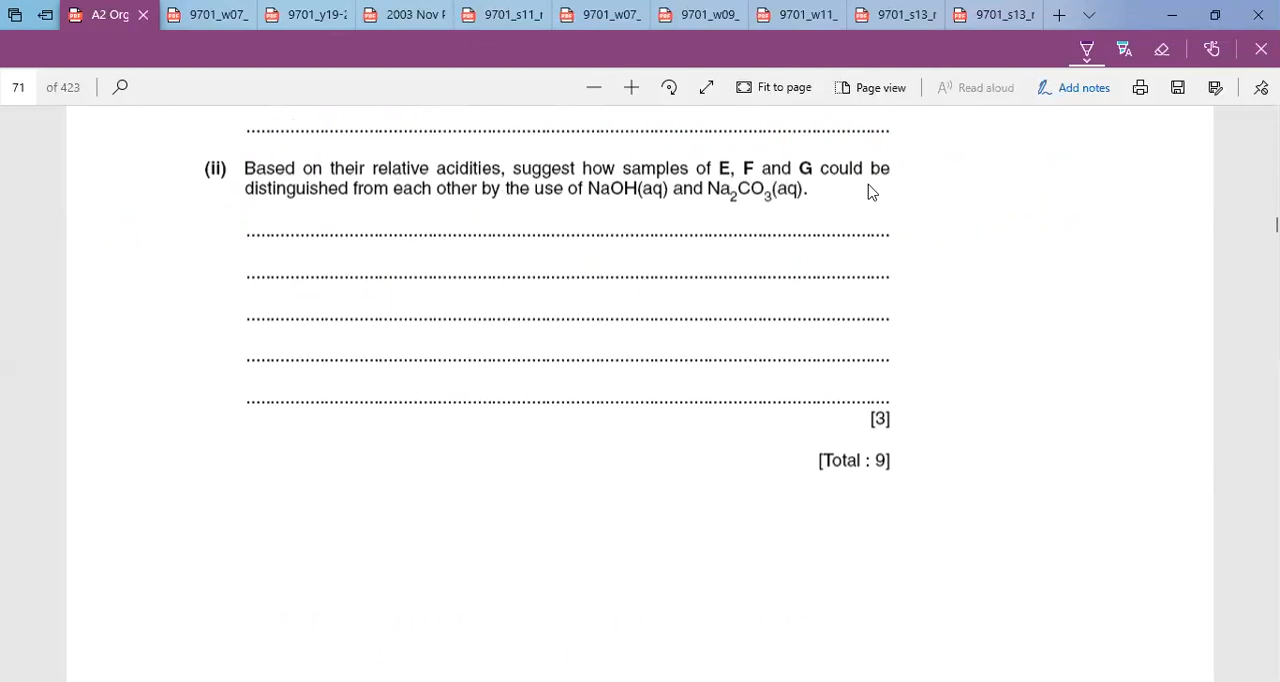 A2 Org
9701_w07_
9701_y19-2
2003 Nov
9701_s11_r
9701_w07_
9701_w09_
9701_w11_
9701_s13_r
9701_s13_r
71 of 423
Fit to page
Page view
Read aloud
Add notes
(ii) Based on their relative acidities, suggest how samples of E, F and G could be
distinguished from each other by the use of NaOH(aq) and Na2CO3(aq).
[3]
[Total : 9]